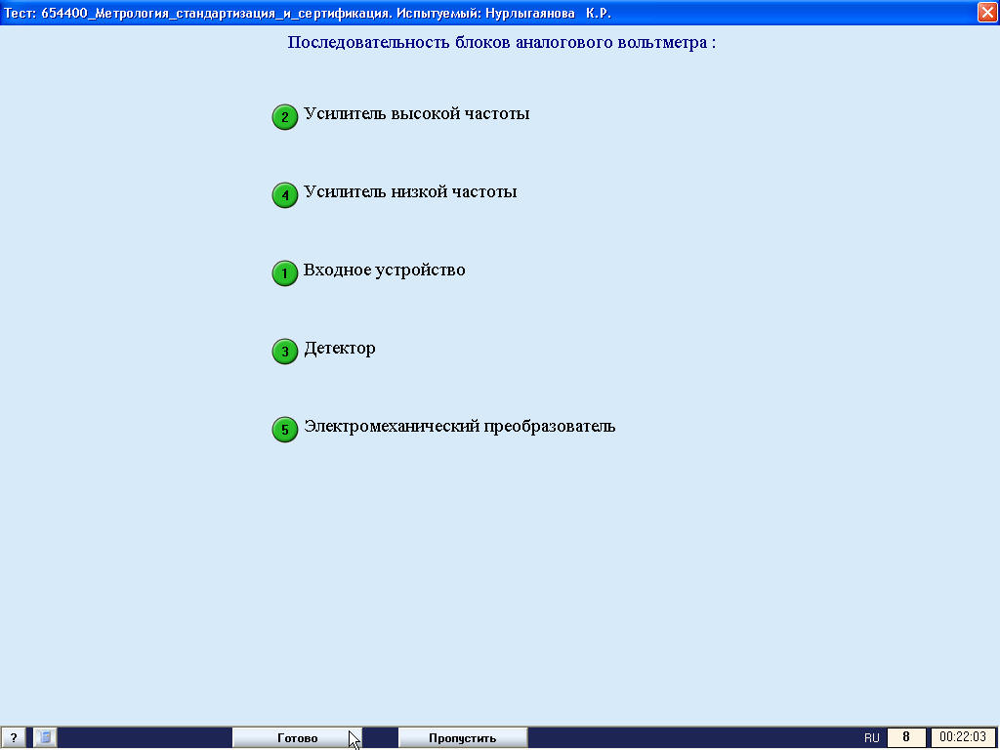 Тест: 654400_Метрология_стандартизация_и_сертификация. Испытуемый: Нурлыгаянова К.Р.
Последовательность блоков аналогового вольтметра :
2 Усилитель высокой частоты
4 Усилитель низкой частоты
1 Входное устройство
3 Детектор
5 Электромеханический преобразователь
? Готово Пропустить RU 8 00:22:03